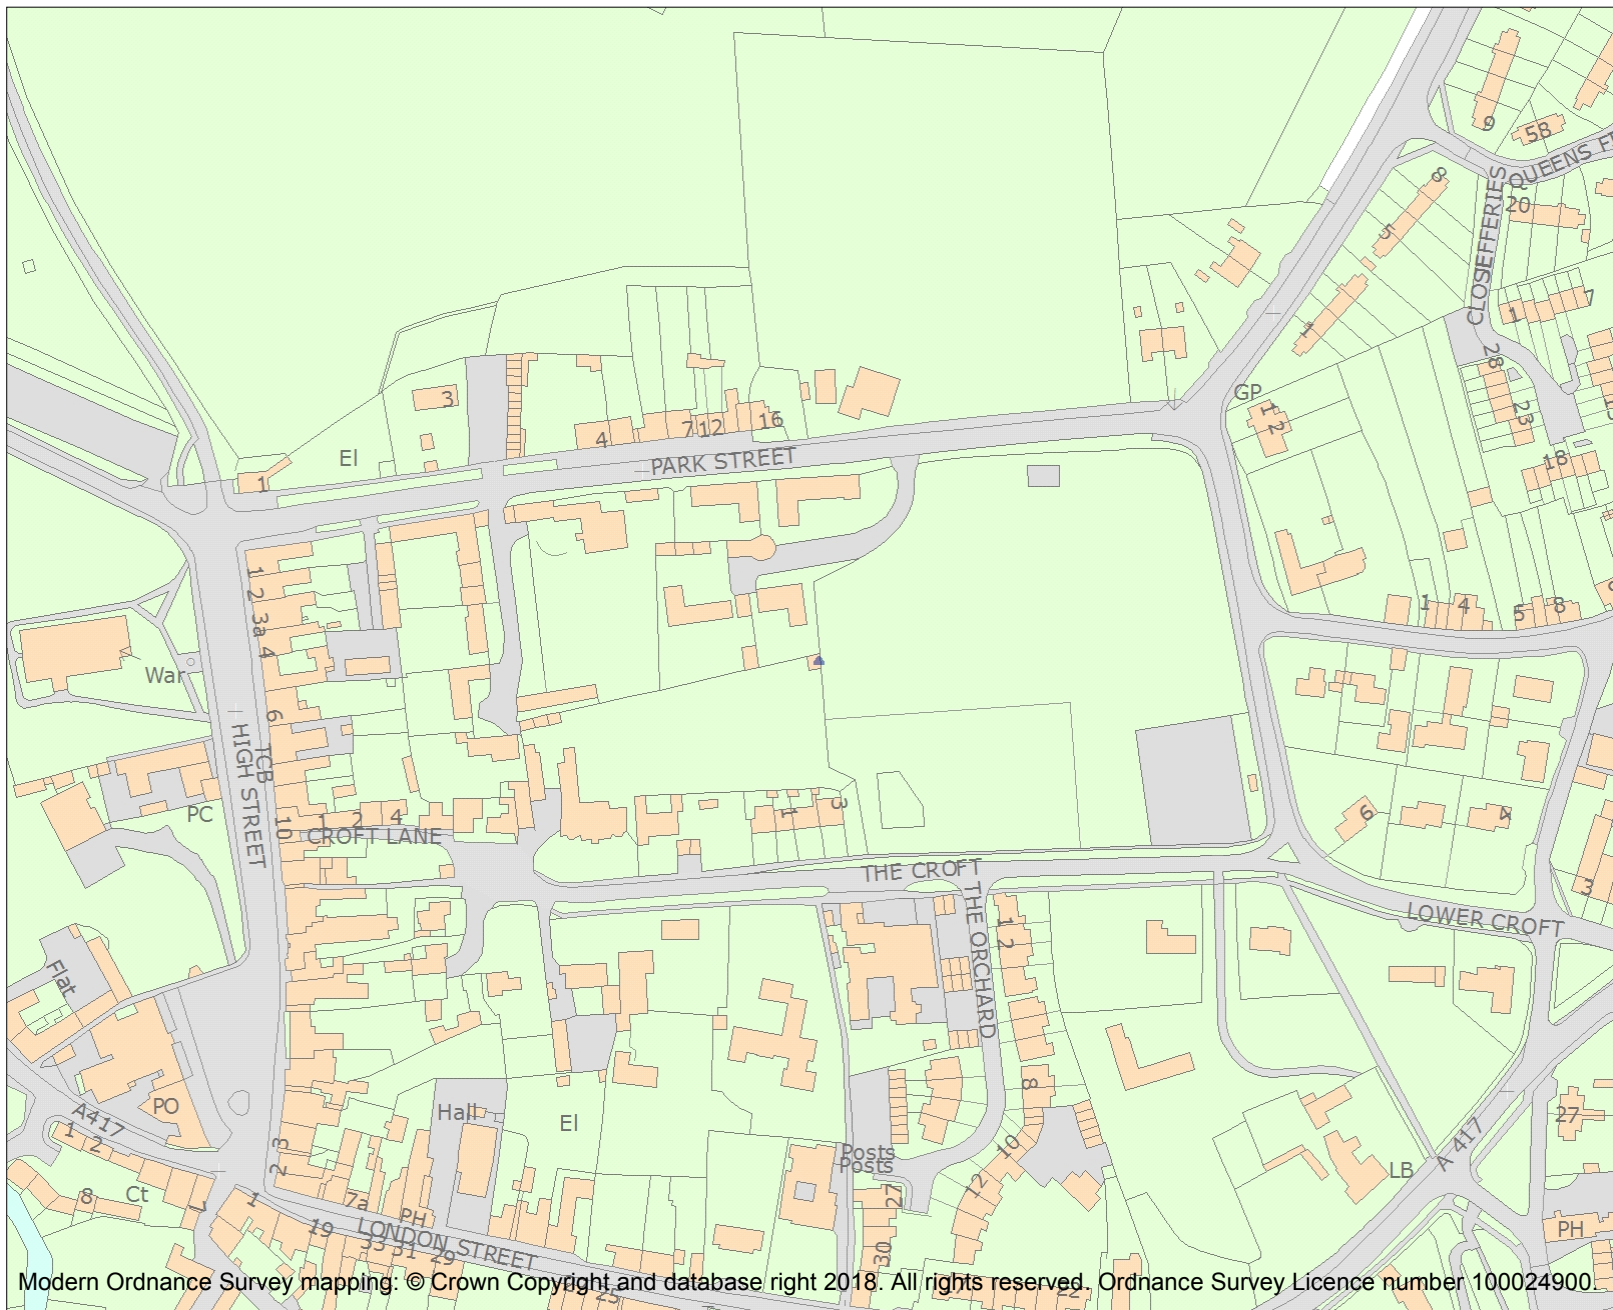 9
58
QUEENS F
8
5
20
CLOSE
JEFFERIES
7
1
1
28
GP
1
2
23
18
3
El
4
7
12
16
PARK STREET
1
1
2
3a
4
War
6
TCB
HIGH STREET
PC
10
1
2
4
CROFT LANE
1
3
1
4
5
8
6
4
3
THE CROFT
THE ORCHARD
1
2
LOWER CROFT
Flat
PO
A417
1
2
8
Ct
Hall
El
8
10
12
Posts
Posts
27
30
27
LB
A 417
PH
3
2
7a
PH
1
19
33
31
29
LONDON STREET
25
22
Modern Ordnance Survey mapping: © Crown Copyright and database right 2018. All rights reserved. Ordnance Survey Licence number 100024900.